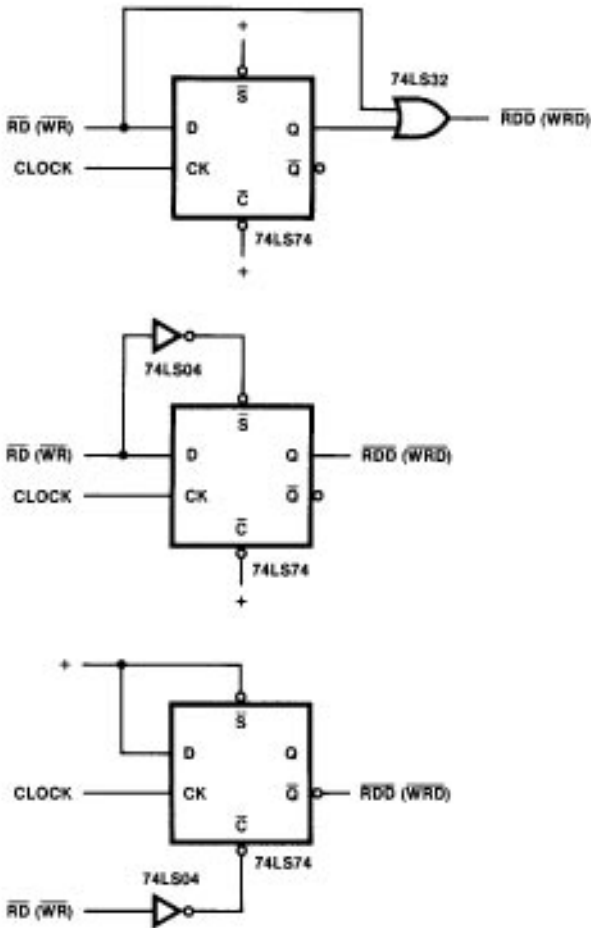 +
74LS32
S̅
R̅D̅ (W̅R̅) D Q R̅D̅D̅ (W̅R̅D̅)
CLOCK CK Q̅
C̅
74LS74
+
74LS04
S̅
R̅D̅ (W̅R̅) D Q R̅D̅D̅ (W̅R̅D̅)
CLOCK CK Q̅
C̅
74LS74
+
+
S̅
D Q
CLOCK CK Q̅ R̅D̅D̅ (W̅R̅D̅)
C̅
74LS74
74LS04
R̅D̅ (W̅R̅)